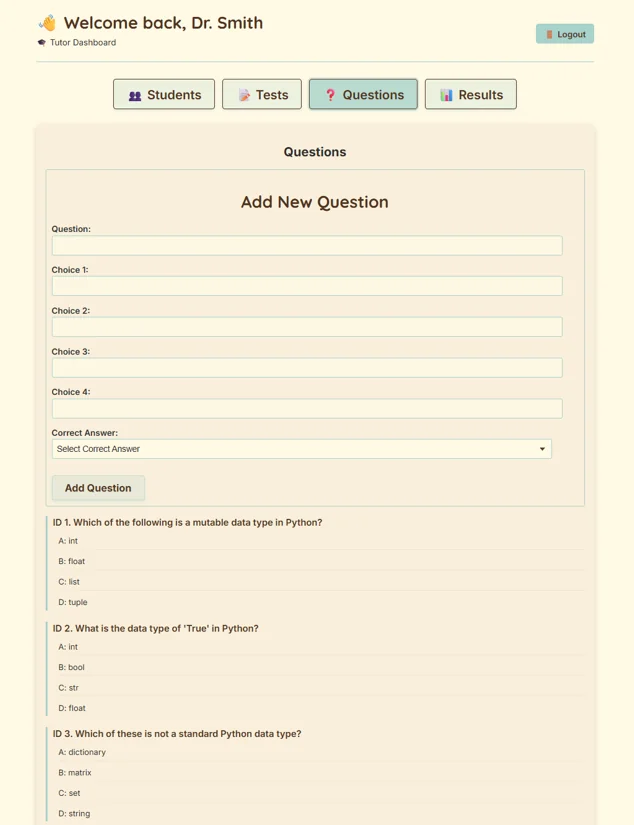 Welcome back, Dr. Smith
Tutor Dashboard
Logout
Students
Tests
Questions
Results
Questions
Add New Question
Question:
Choice 1:
Choice 2:
Choice 3:
Choice 4:
Correct Answer:
Select Correct Answer
Add Question
ID 1. Which of the following is a mutable data type in Python?
A: int
B: float
C: list
D: tuple
ID 2. What is the data type of 'True' in Python?
A: int
B: bool
C: str
D: float
ID 3. Which of these is not a standard Python data type?
A: dictionary
B: matrix
C: set
D: string